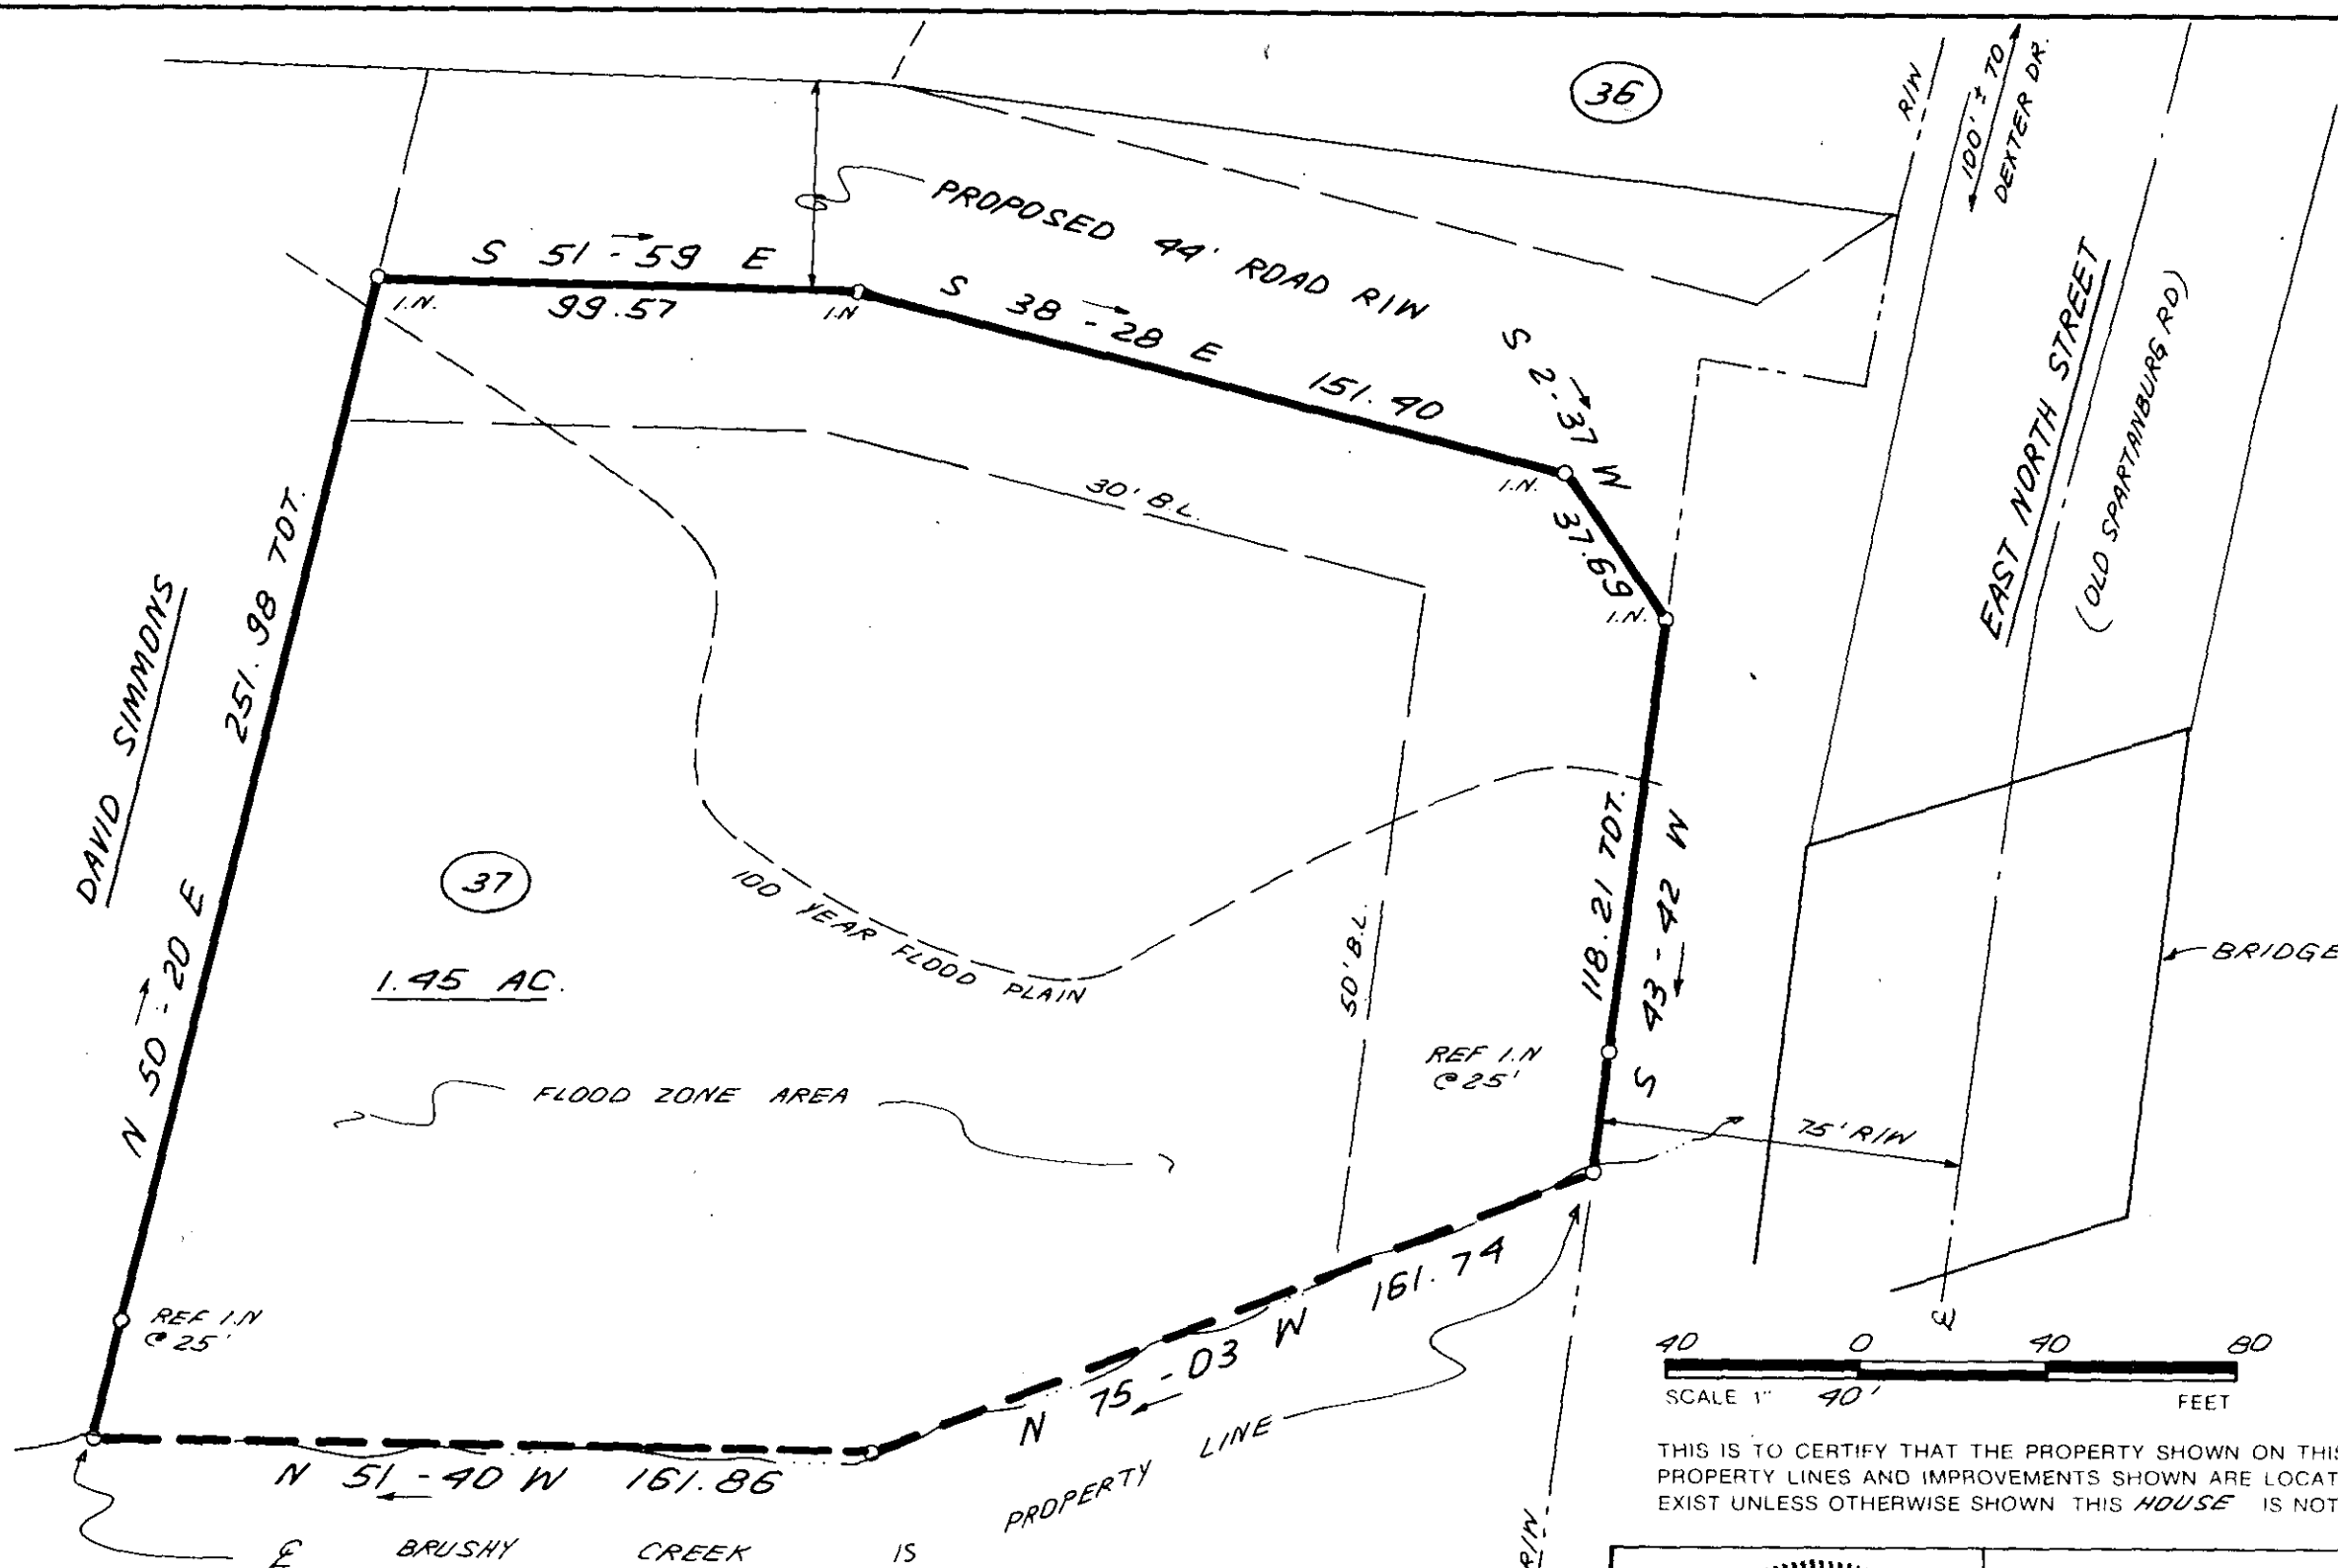 36
R/W
100' ± TO
DEXTER DR.
PROPOSED 44' ROAD R/W
S 51-59 E
99.57
I.N.
I.N
S 38-28 E
151.40
S 2-37 W
37.69
I.N.
I.N.
EAST NORTH STREET
(OLD SPARTANBURG RD)
30' B.L.
DAVID SIMMONS
251.98 TOT.
N 50-20 E
37
1.45 AC.
100 YEAR FLOOD PLAIN
50' B.L.
118.21 TOT.
S 43-42 W
BRIDGE
REF I.N
@ 25'
FLOOD ZONE AREA
75' R/W
REF I.N
@ 25'
161.74
N 75-03 W
N 51-40 W 161.86
℄ BRUSHY CREEK IS
PROPERTY LINE
R/W
℄
40 0 40 80
SCALE 1" 40' FEET
THIS IS TO CERTIFY THAT THE PROPERTY SHOWN ON THIS
PROPERTY LINES AND IMPROVEMENTS SHOWN ARE LOCAT
EXIST UNLESS OTHERWISE SHOWN THIS HOUSE IS NOT